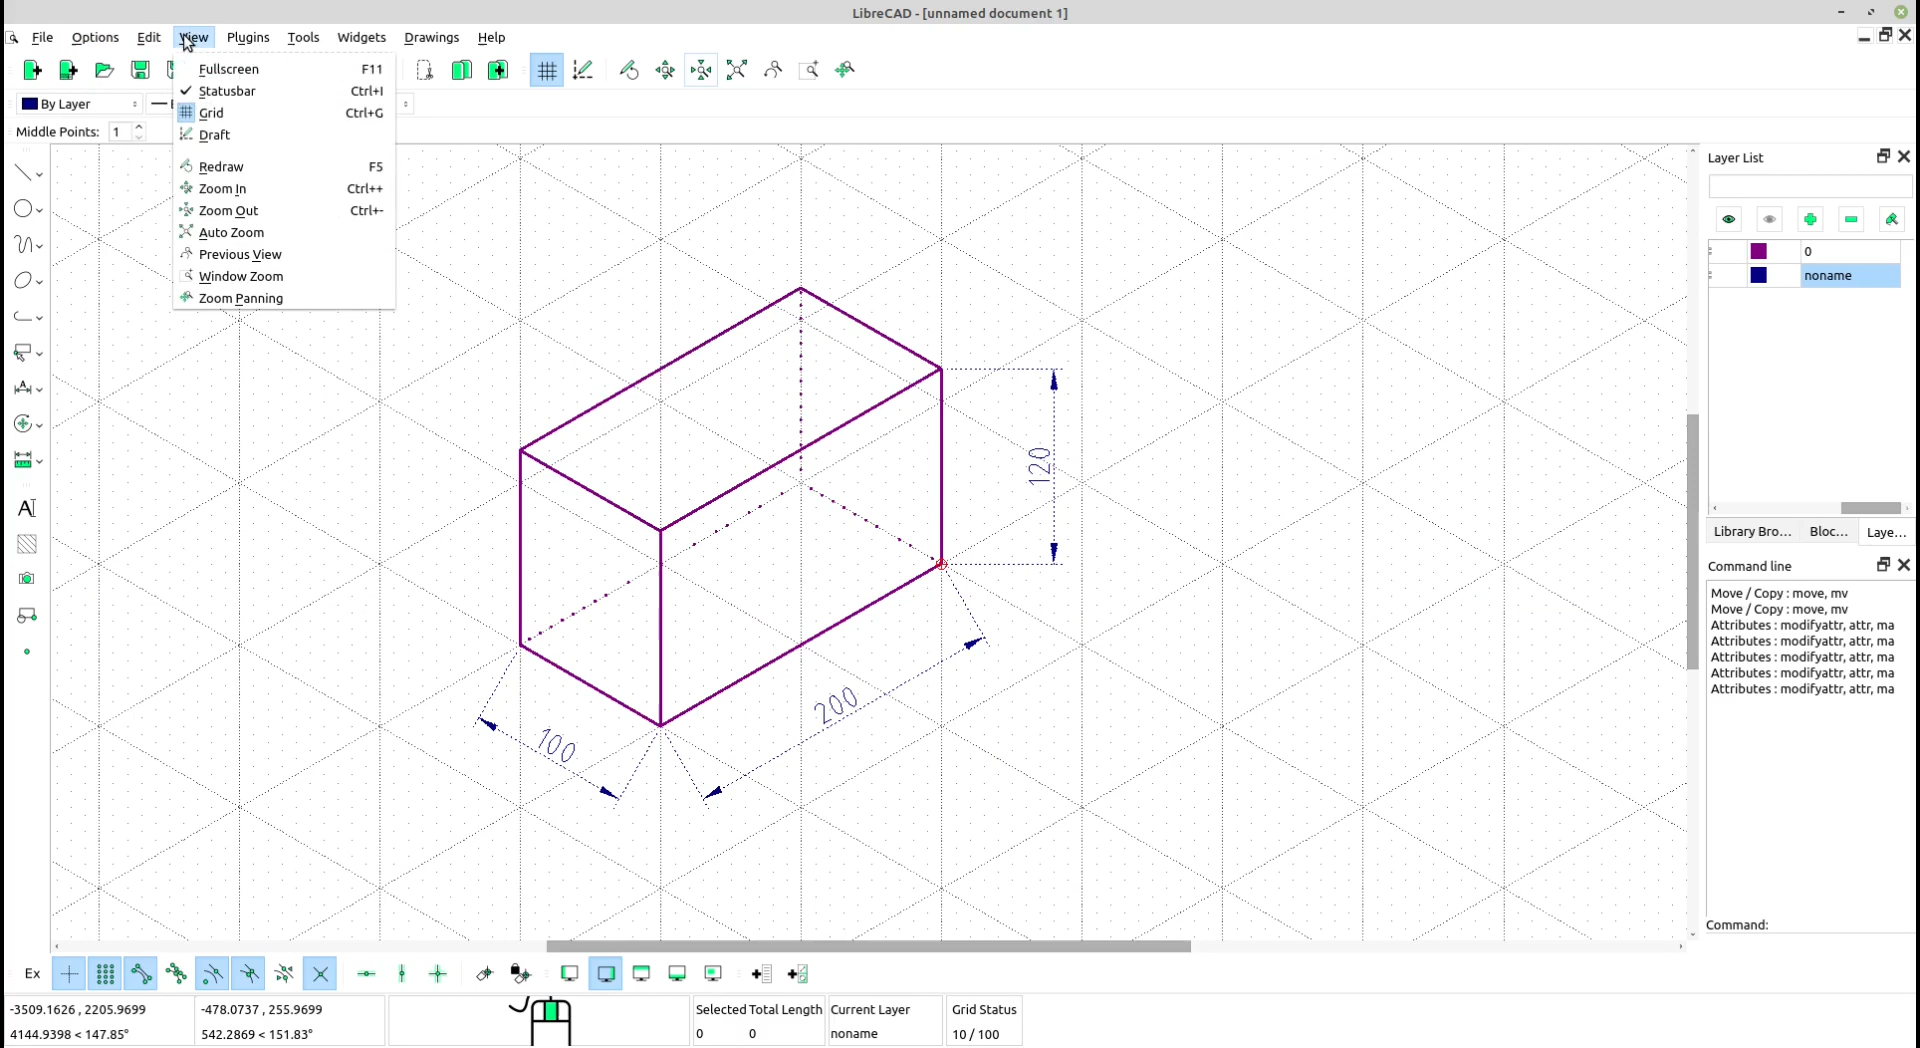 LibreCAD - [unnamed document 1]
File Options Edit View Plugins Tools Widgets Drawings Help
Fullscreen F11
Statusbar Ctrl+I
Grid Ctrl+G
Draft
Redraw F5
Zoom In Ctrl++
Zoom Out Ctrl+-
Auto Zoom
Previous View
Window Zoom
Zoom Panning
By Layer
Middle Points: 1
120
200
100
Layer List
0
noname
Library Bro... Bloc... Laye...
Command line
Move / Copy : move, mv
Move / Copy : move, mv
Attributes : modifyattr, attr, ma
Attributes : modifyattr, attr, ma
Attributes : modifyattr, attr, ma
Attributes : modifyattr, attr, ma
Attributes : modifyattr, attr, ma
Command:
Ex
-3509.1626 , 2205.9699
4144.9398 < 147.85°
-478.0737 , 255.9699
542.2869 < 151.83°
Selected Total Length
0 0
Current Layer
noname
Grid Status
10 / 100